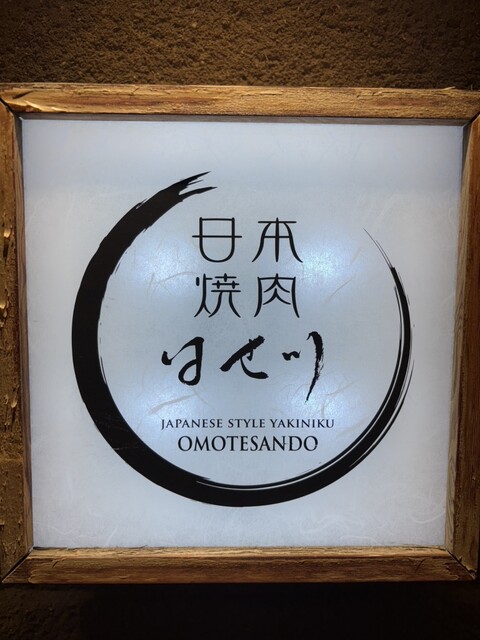 日本
焼肉
はせ川
JAPANESE STYLE YAKINIKU
OMOTESANDO